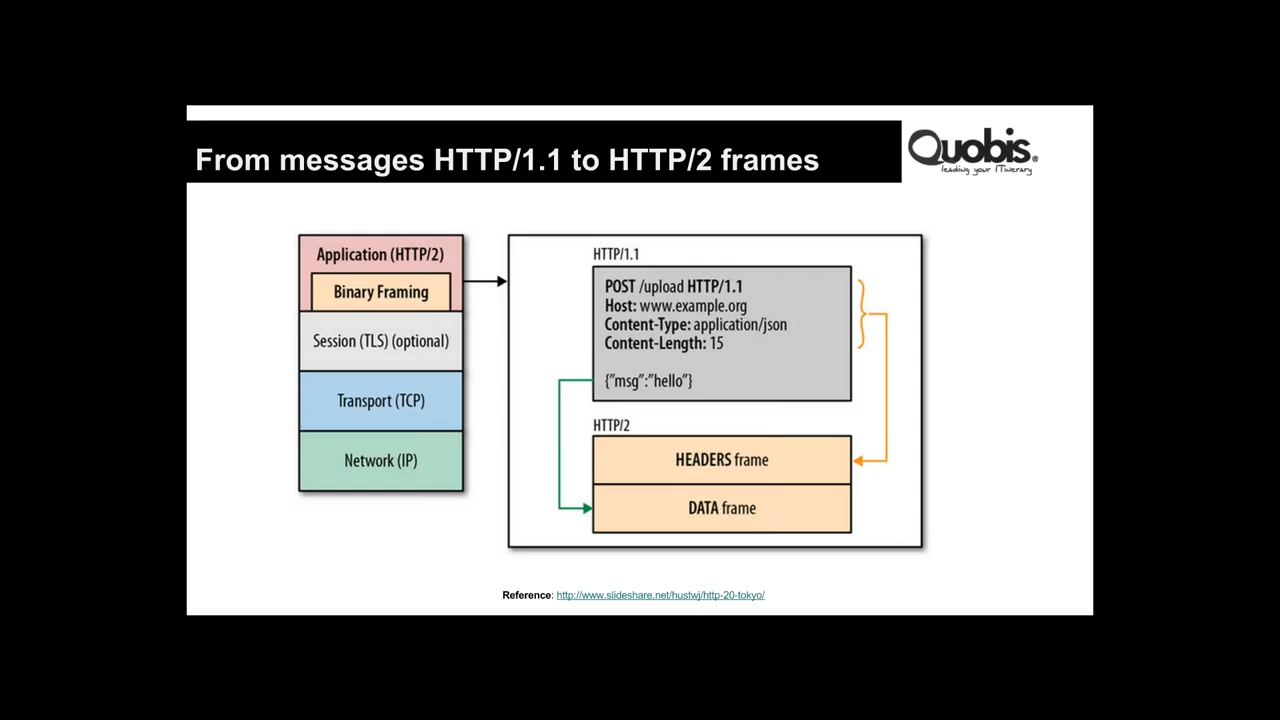 From messages HTTP/1.1 to HTTP/2 frames
Quobis®
leading your ITinerary
Application (HTTP/2)
Binary Framing
Session (TLS) (optional)
Transport (TCP)
Network (IP)
HTTP/1.1
POST /upload HTTP/1.1
Host: www.example.org
Content-Type: application/json
Content-Length: 15
{"msg":"hello"}
HTTP/2
HEADERS frame
DATA frame
Reference: http://www.slideshare.net/hustwj/http-20-tokyo/